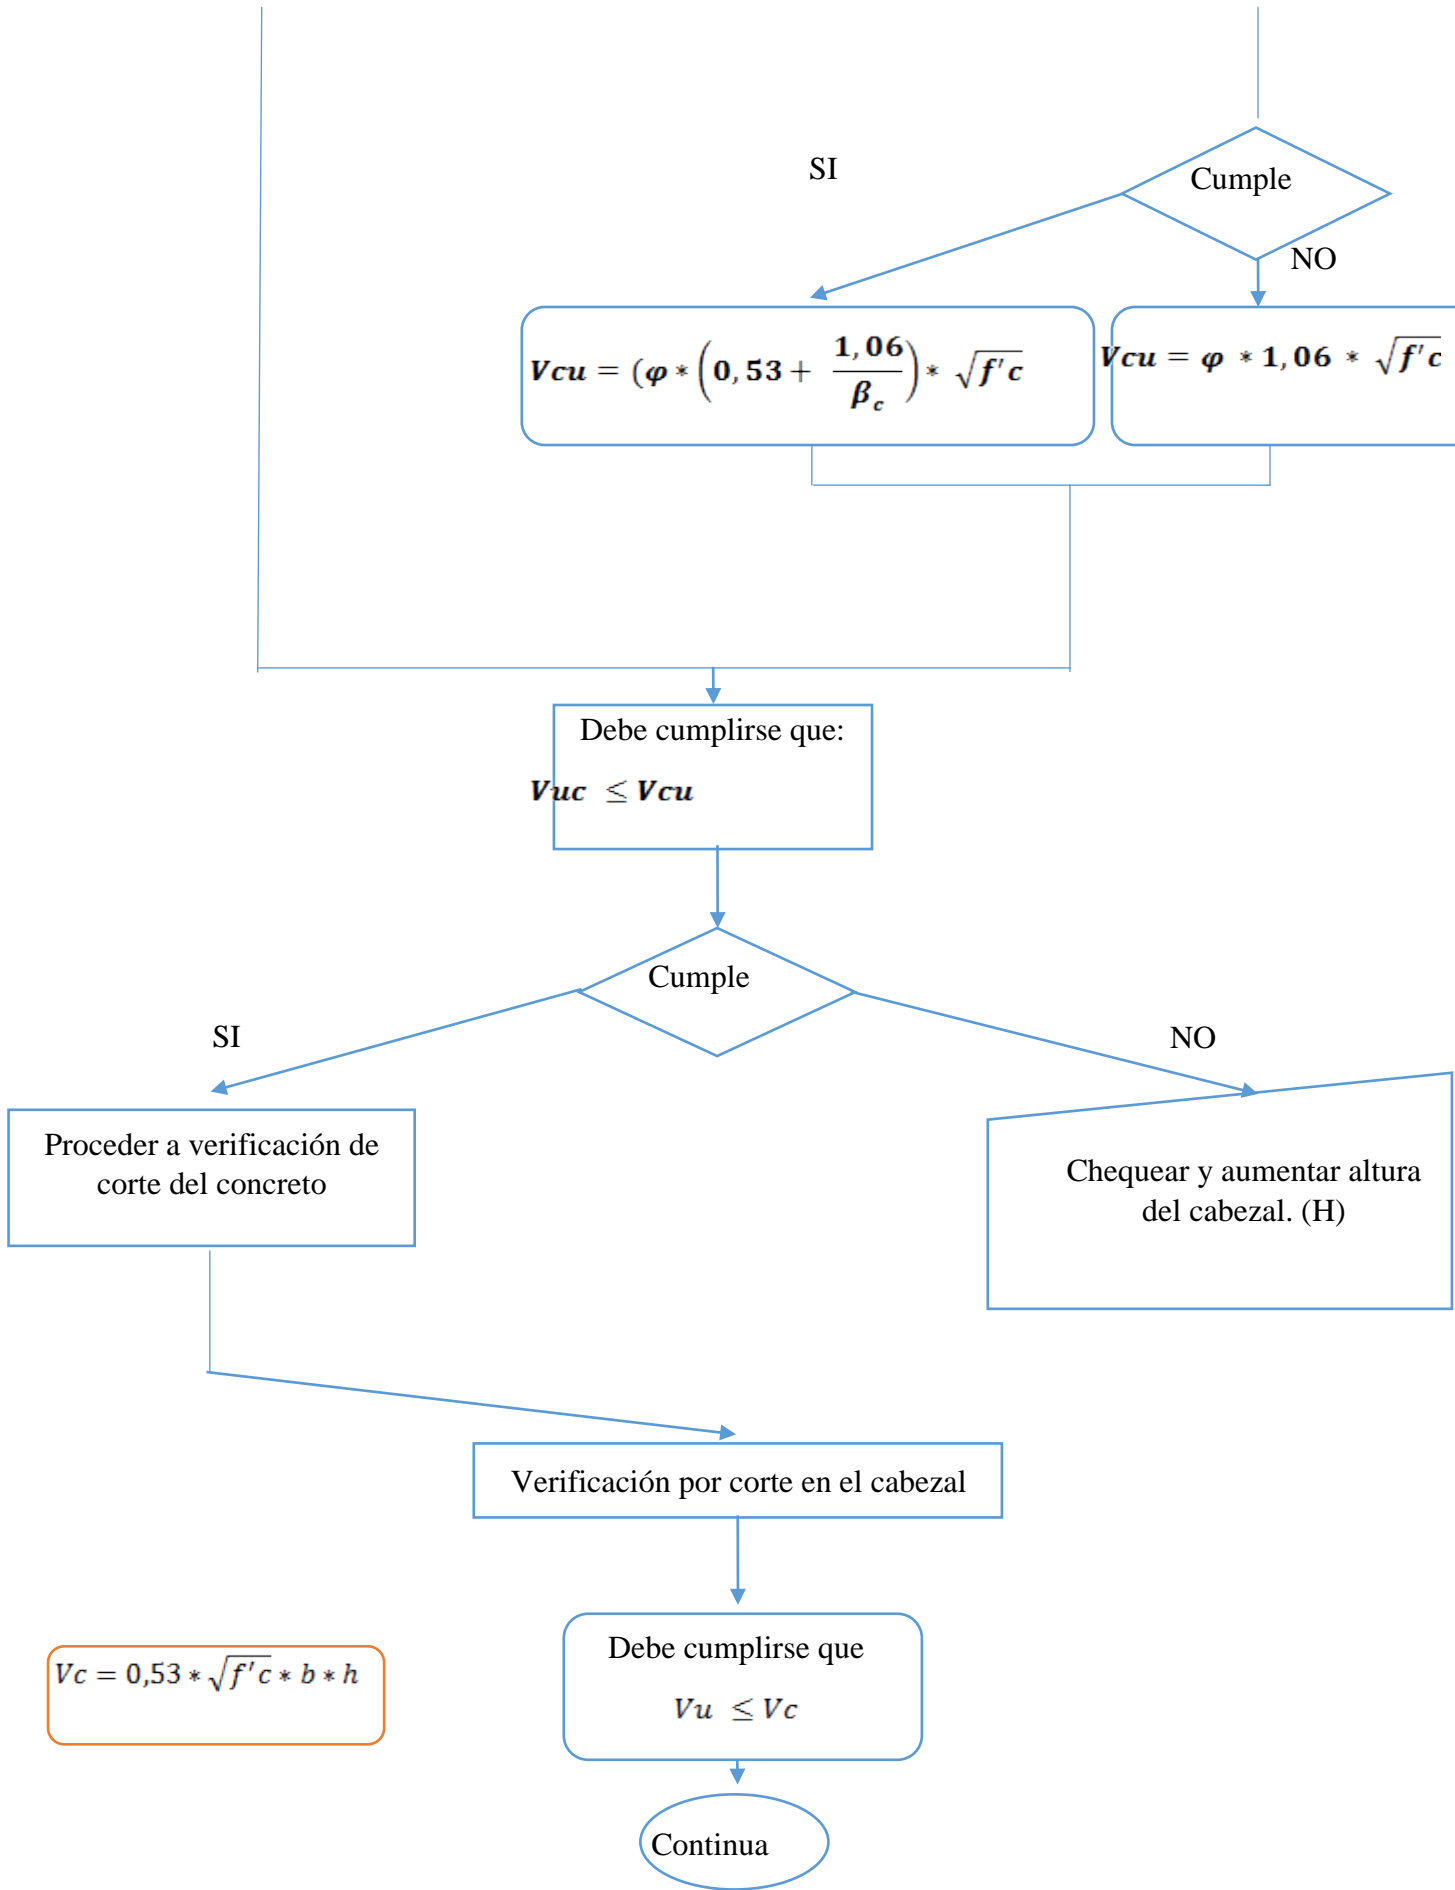 SI
Cumple
NO
Vcu = (φ * (0,53 + 1,06/β_c) * √f'c
Vcu = φ * 1,06 * √f'c
Debe cumplirse que:
Vuc ≤ Vcu
Cumple
SI
NO
Proceder a verificación de
corte del concreto
Chequear y aumentar altura
del cabezal. (H)
Verificación por corte en el cabezal
Vc = 0,53 * √f'c * b * h
Debe cumplirse que
Vu ≤ Vc
Continua